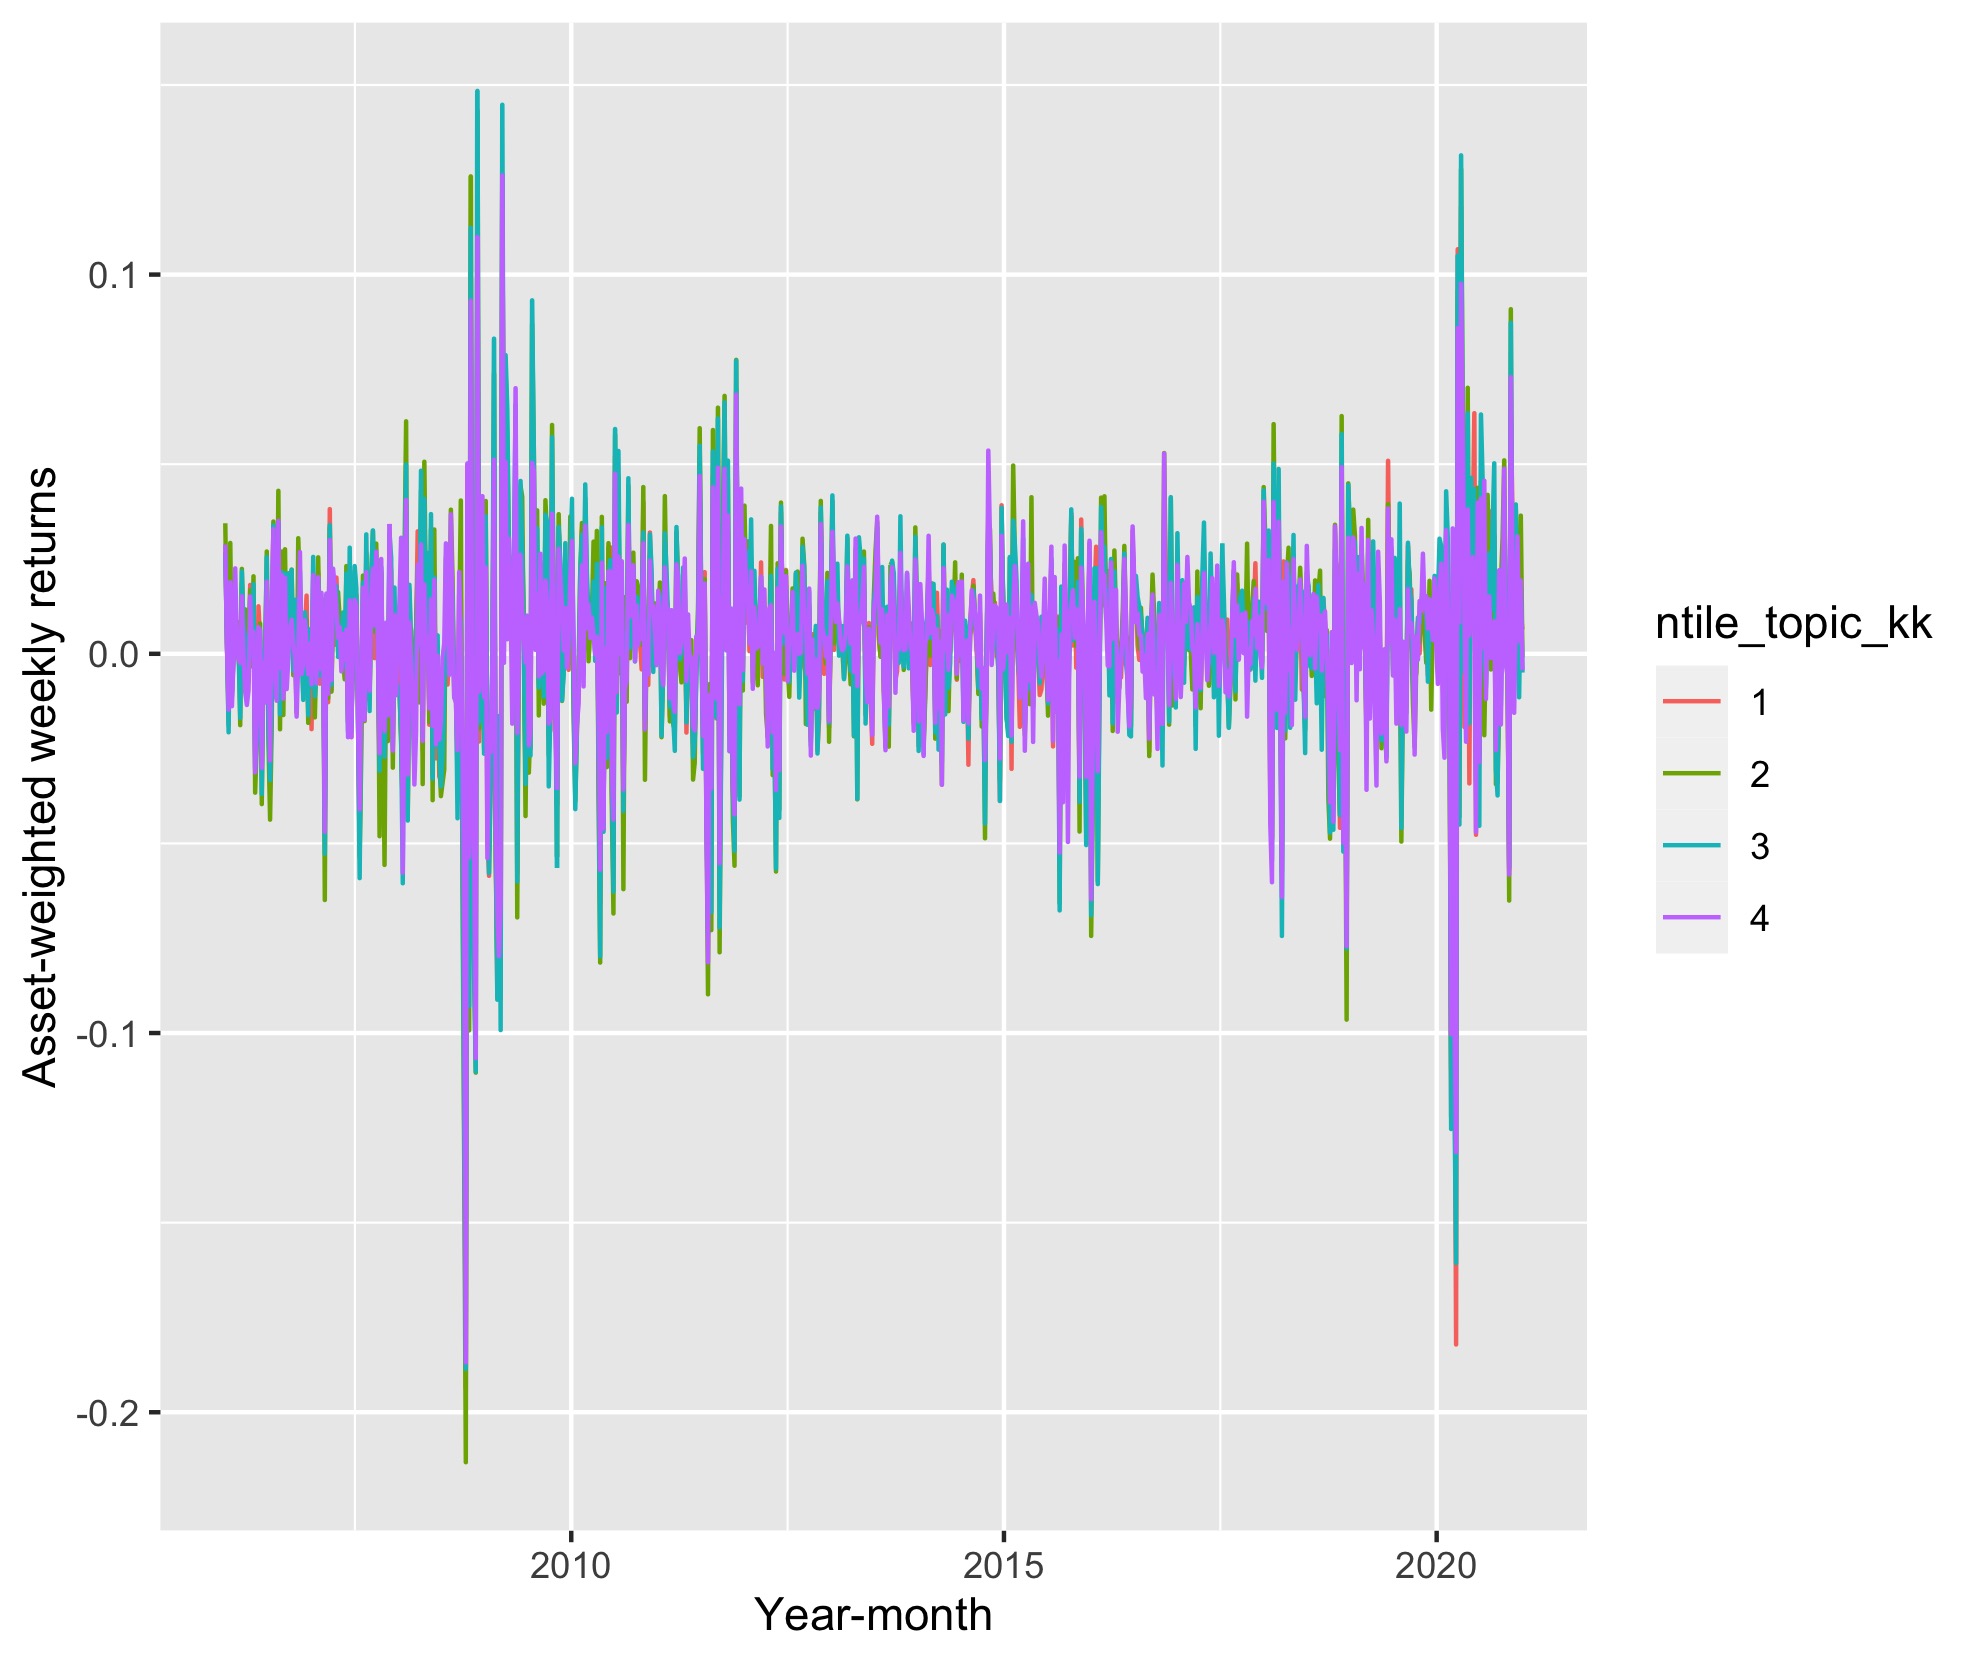 Asset-weighted weekly returns
0.1
0.0
-0.1
-0.2
2010 2015 2020
Year-month
ntile_topic_kk
1
2
3
4